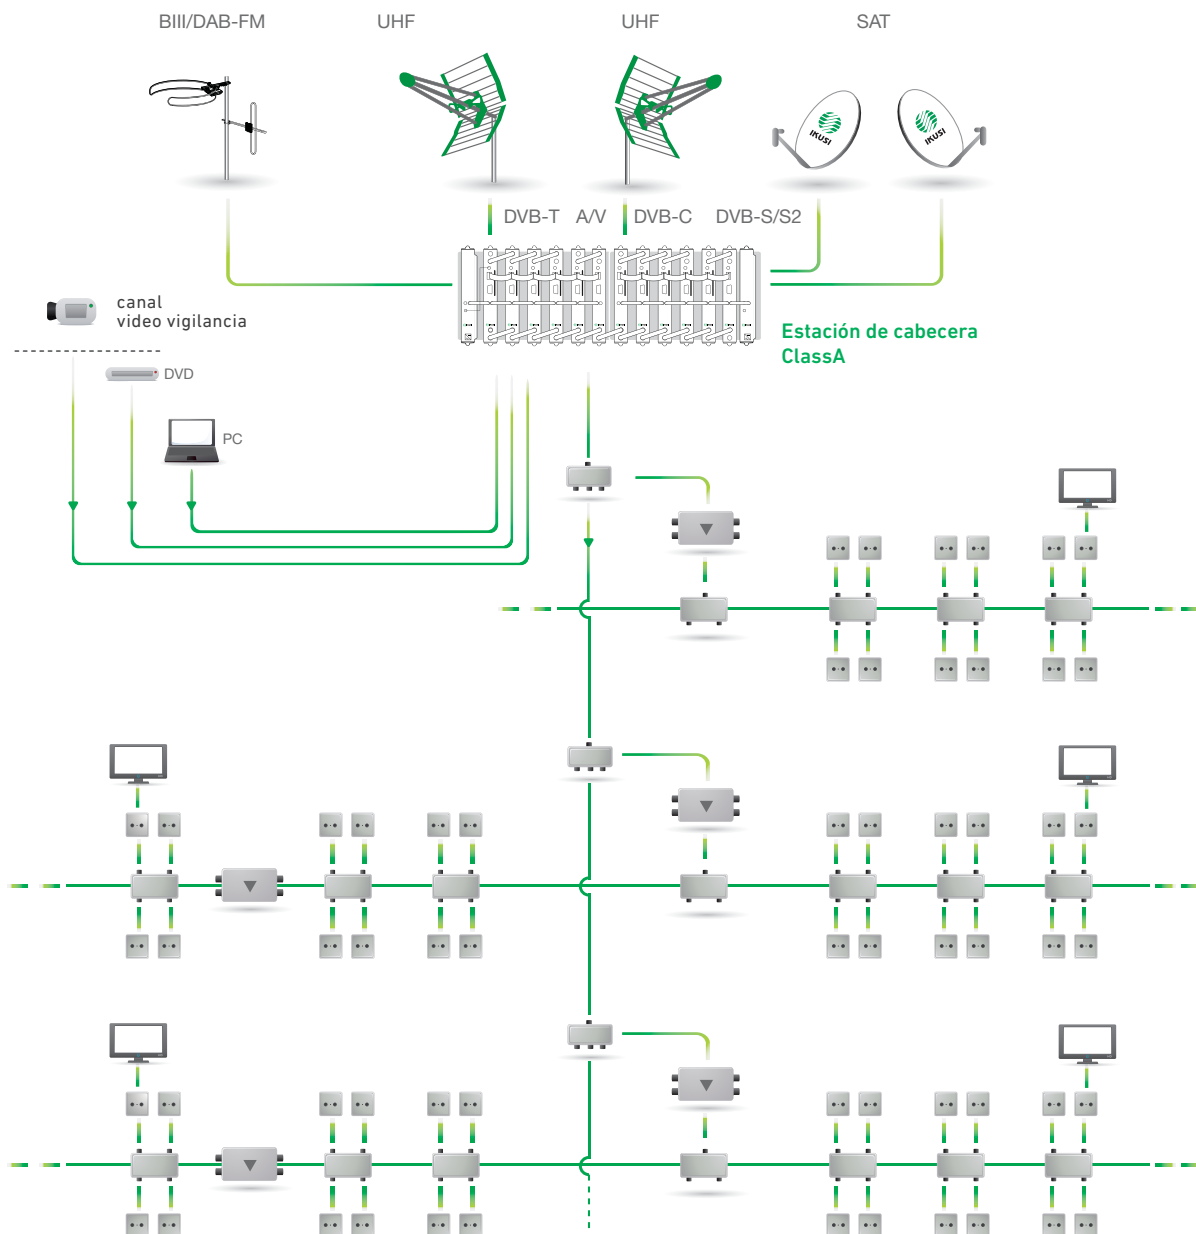 BIII/DAB-FM
UHF
UHF
SAT
IKUSI
IKUSI
DVB-T
A/V
DVB-C
DVB-S/S2
canal
video vigilancia
Estación de cabecera
ClassA
DVD
PC